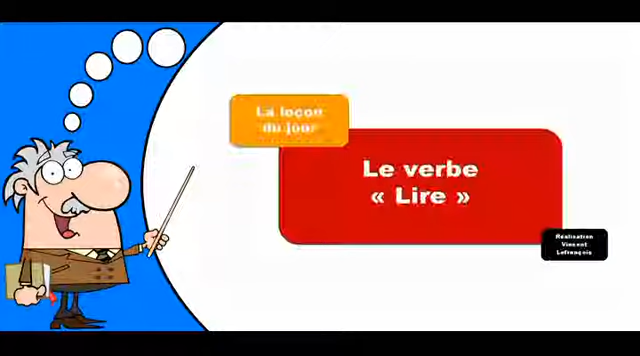 La leçon
du jour
Le verbe
« Lire »
Réalisation
Vincent
Lefrançois